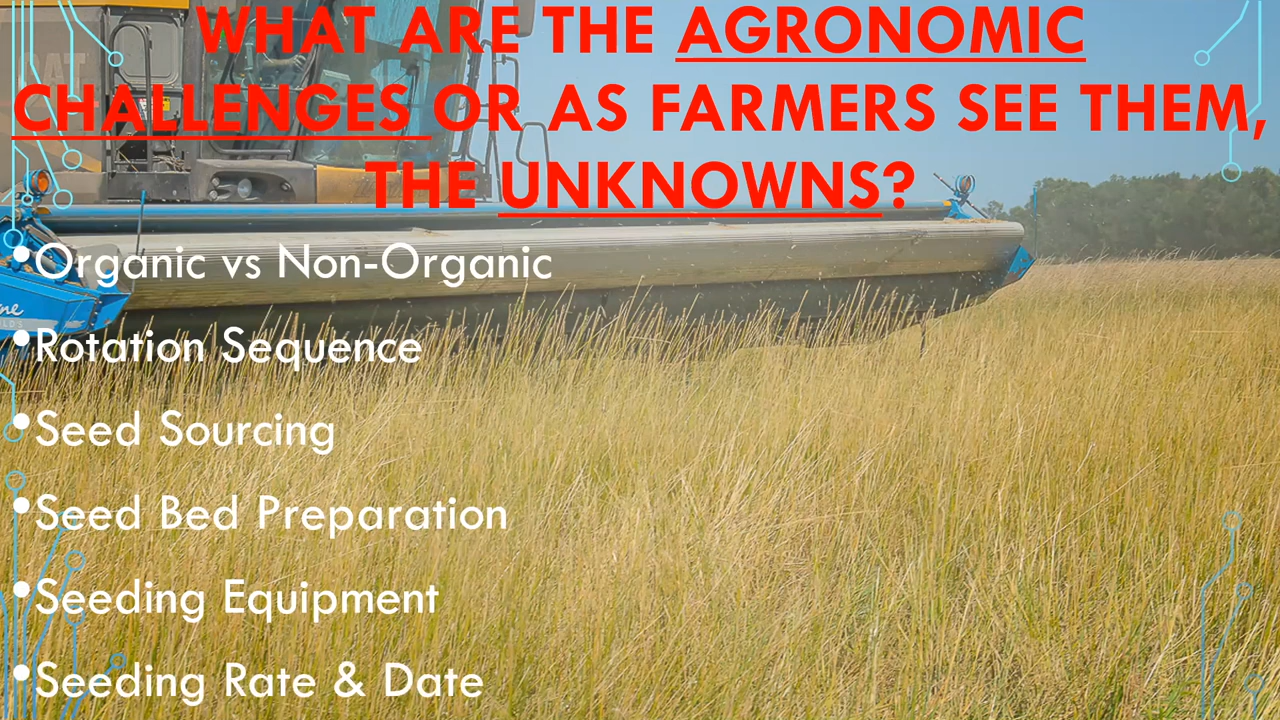 WHAT ARE THE AGRONOMIC
CHALLENGES OR AS FARMERS SEE THEM,
THE UNKNOWNS?
•Organic vs Non-Organic
•Rotation Sequence
•Seed Sourcing
•Seed Bed Preparation
•Seeding Equipment
•Seeding Rate & Date
CAT